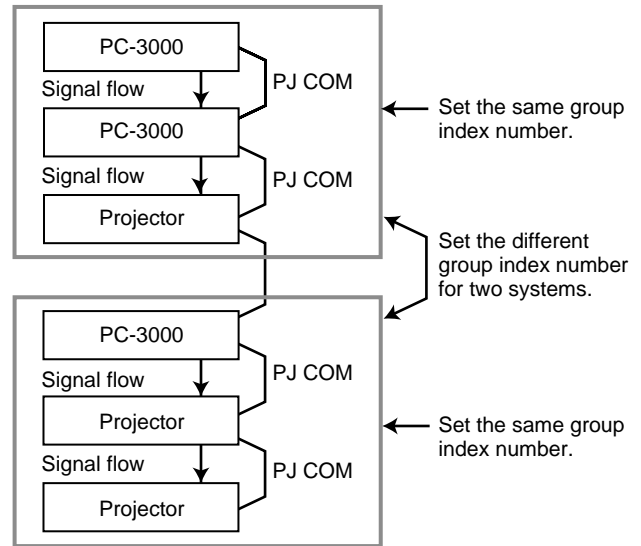 PC-3000
Signal flow
PJ COM
PC-3000
Signal flow
PJ COM
Projector
Set the same group
index number.
Set the different
group index number
for two systems.
PC-3000
Signal flow
PJ COM
Projector
Signal flow
PJ COM
Projector
Set the same group
index number.